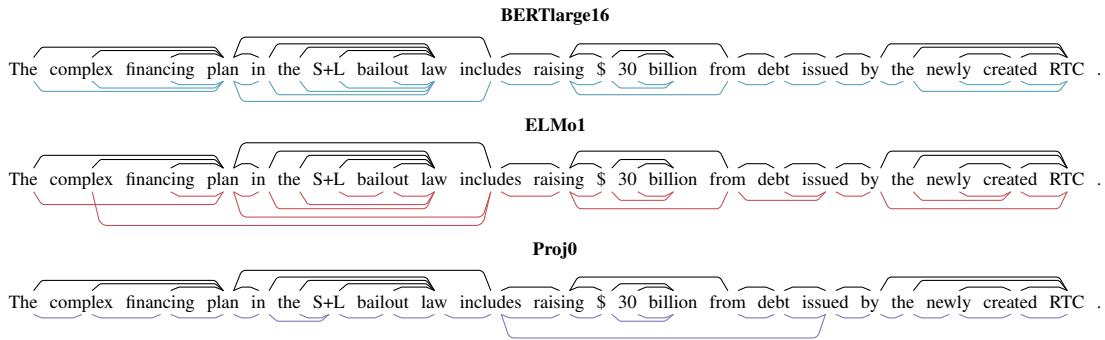 BERTlarge16
The complex financing plan in the S+L bailout law includes raising $ 30 billion from debt issued by the newly created RTC .
ELMo1
The complex financing plan in the S+L bailout law includes raising $ 30 billion from debt issued by the newly created RTC .
Proj0
The complex financing plan in the S+L bailout law includes raising $ 30 billion from debt issued by the newly created RTC .